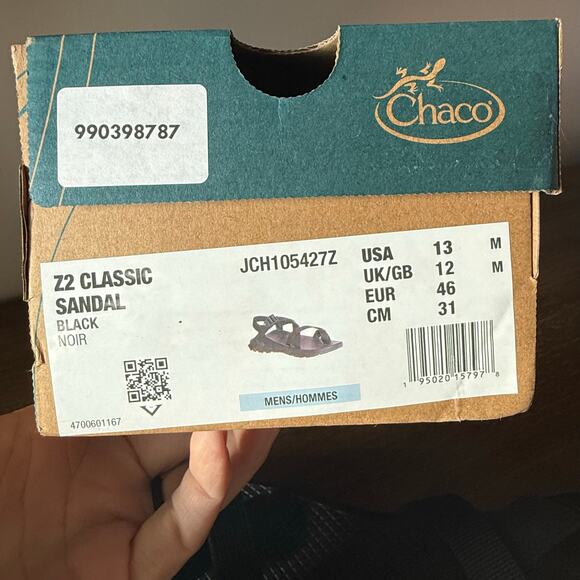 990398787
Chaco
Z2 CLASSIC
SANDAL
BLACK
NOIR
4700601167
JCH105427Z
MENS/HOMMES
USA 13 M
UK/GB 12 M
EUR 46
CM 31
1 95020 15797 8